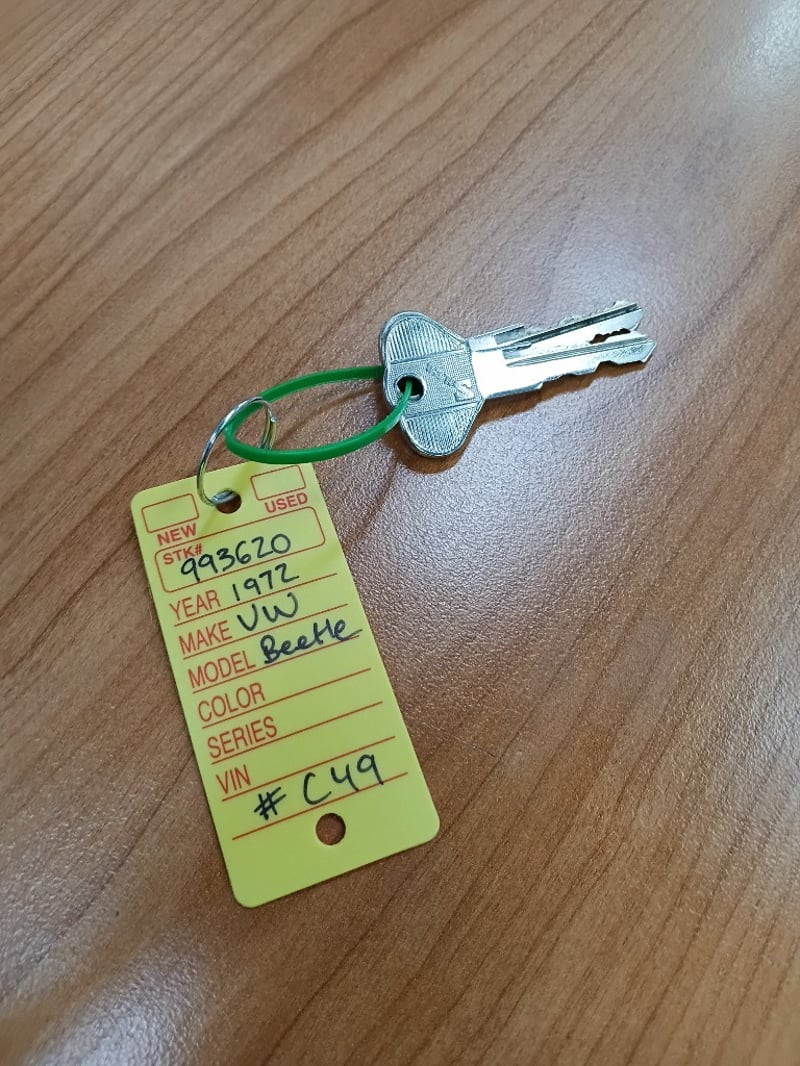 NEW USED
STK# 993620
YEAR 1972
MAKE VW
MODEL Beetle
COLOR
SERIES
VIN
# C49